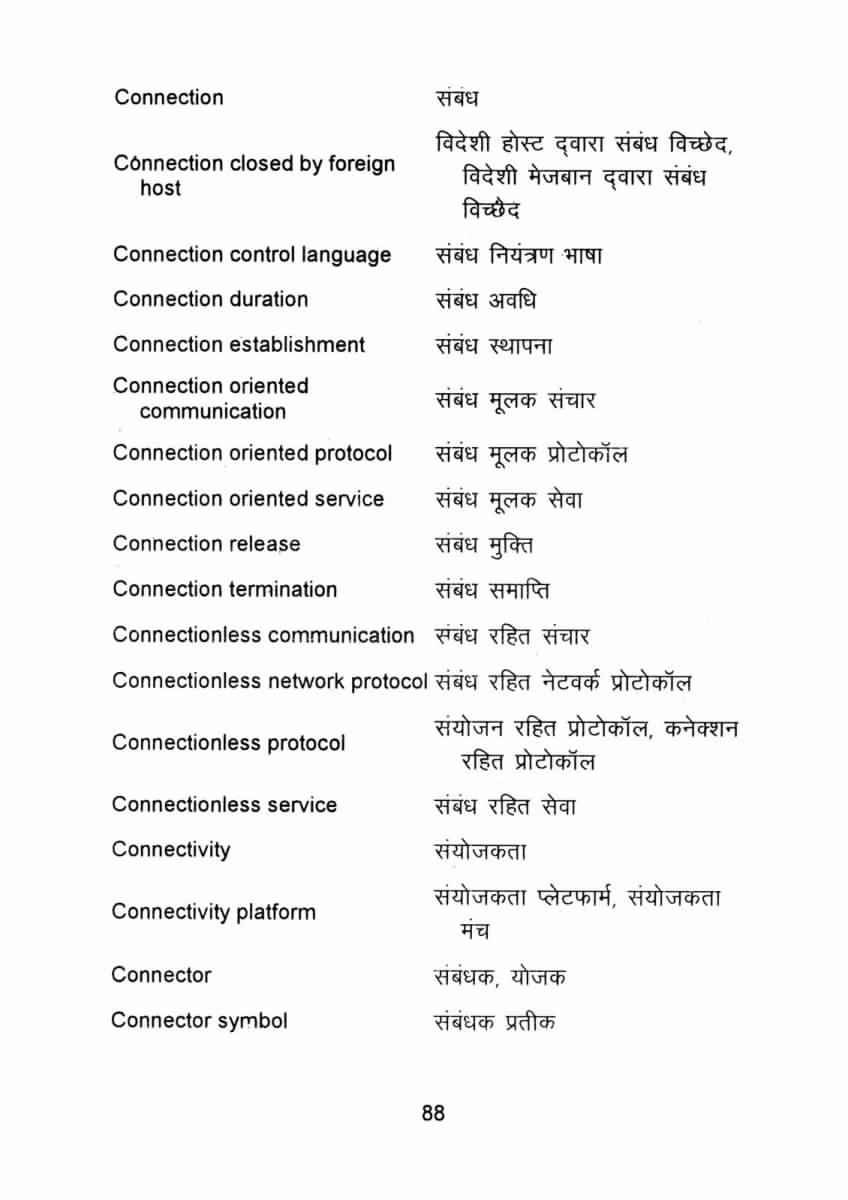 Connection संबंध
विदेशी होस्ट द्वारा संबंध विच्छेद,
Connection closed by foreign विदेशी मेजबान द्वारा संबंध
host
विच्छेद
Connection control language संबंध नियंत्रण भाषा
Connection duration संबंध अवधि
Connection establishment संबंध स्थापना
Connection oriented
communication संबंध मूलक संचार
Connection oriented protocol संबंध मूलक प्रोटोकॉल
Connection oriented service संबंध मूलक सेवा
Connection release संबंध मुक्ति
Connection termination संबंध समाप्ति
Connectionless communication संबंध रहित संचार
Connectionless network protocol संबंध रहित नेटवर्क प्रोटोकॉल
Connectionless protocol संयोजन रहित प्रोटोकॉल, कनेक्शन
रहित प्रोटोकॉल
Connectionless service संबंध रहित सेवा
Connectivity संयोजकता
Connectivity platform संयोजकता प्लेटफार्म, संयोजकता
मंच
Connector संबंधक, योजक
Connector symbol संबंधक प्रतीक
88